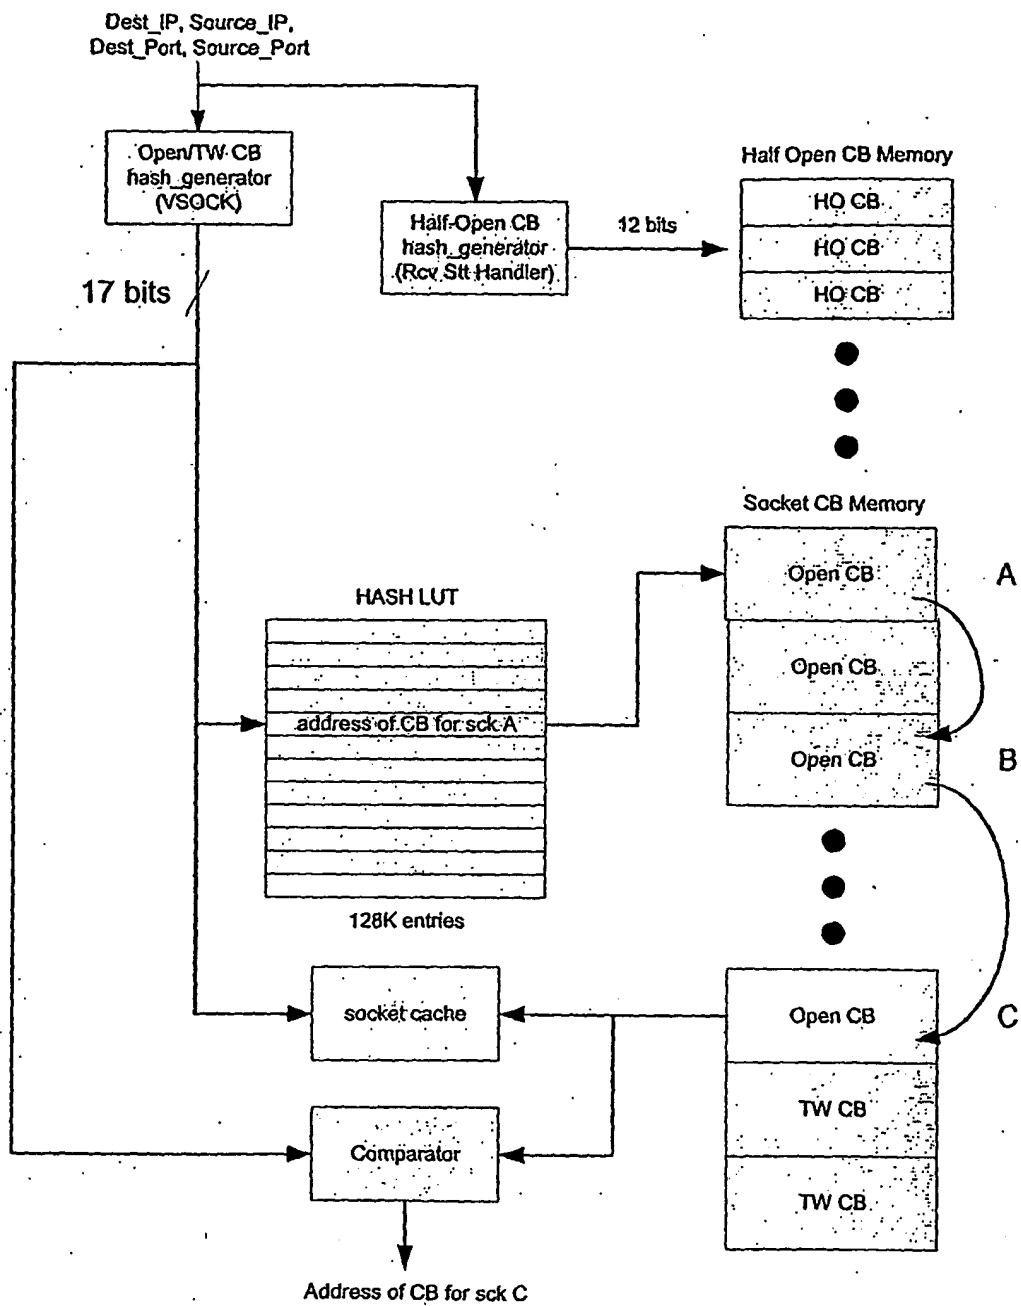 Dest_IP, Source_IP,
Dest_Port, Source_Port
Open/TW CB
hash_generator
(VSOCK)
Half-Open CB
hash_generator
(Rcv Stt Handler)
12 bits
Half Open CB Memory
HO CB
HO CB
HO CB
17 bits
Socket CB Memory
Open CB
A
Open CB
Open CB
B
HASH LUT
address of CB for sck A
128K entries
socket cache
Open CB
C
TW CB
TW CB
Comparator
Address of CB for sck C